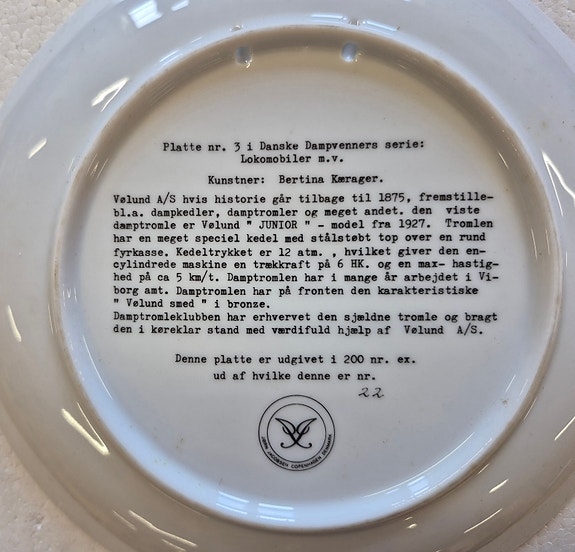 Platte nr. 3 i Danske Dampvenners serie:
Lokomobiler m.v.
Kunstner: Bertina Kærager.
Vølund A/S hvis historie går tilbage til 1875, fremstille-
bl.a. dampkedler, damptromler og meget andet. den viste
damptromle er Vølund " JUNIOR " - model fra 1927. Tromlen
har en meget speciel kedel med stålstøbt top over en rund
fyrkasse. Kedeltrykket er 12 atm. , hvilket giver den en-
cylindrede maskine en trækkraft på 6 HK. og en max- hastig-
hed på ca 5 km/t. Damptromlen har i mange år arbejdet i Vi-
borg amt. Damptromlen har på fronten den karakteristiske
" Vølund smed " i bronze.
Damptromleklubben har erhvervet den sjældne tromle og bragt
den i køreklar stand med værdifuld hjælp af Vølund A/S.
Denne platte er udgivet i 200 nr. ex.
ud af hvilke denne er nr.
22
JACOBSEN COPENHAGEN DENMARK